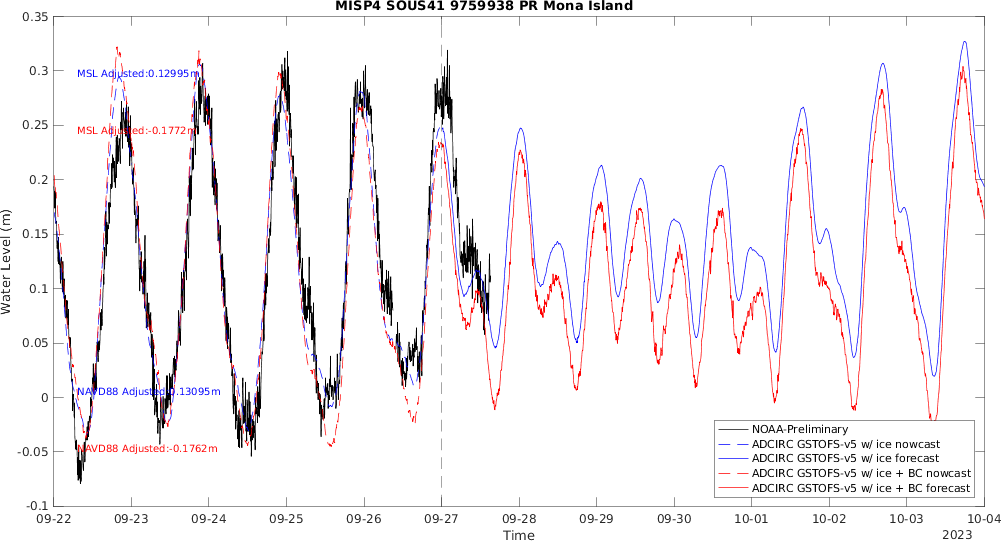 MISP4 SOUS41 9759938 PR Mona Island
0.35
0.3
0.25
0.2
0.15
0.1
0.05
0
-0.05
-0.1
Water Level (m)
MSL Adjusted:0.12995m
MSL Adjusted:-0.1772m
NAVD88 Adjusted:0.13095m
NAVD88 Adjusted:-0.1762m
NOAA-Preliminary
ADCIRC GSTOFS-v5 w/ ice nowcast
ADCIRC GSTOFS-v5 w/ ice forecast
ADCIRC GSTOFS-v5 w/ ice + BC nowcast
ADCIRC GSTOFS-v5 w/ ice + BC forecast
09-22 09-23 09-24 09-25 09-26 09-27 09-28 09-29 09-30 10-01 10-02 10-03 10-04
Time
2023